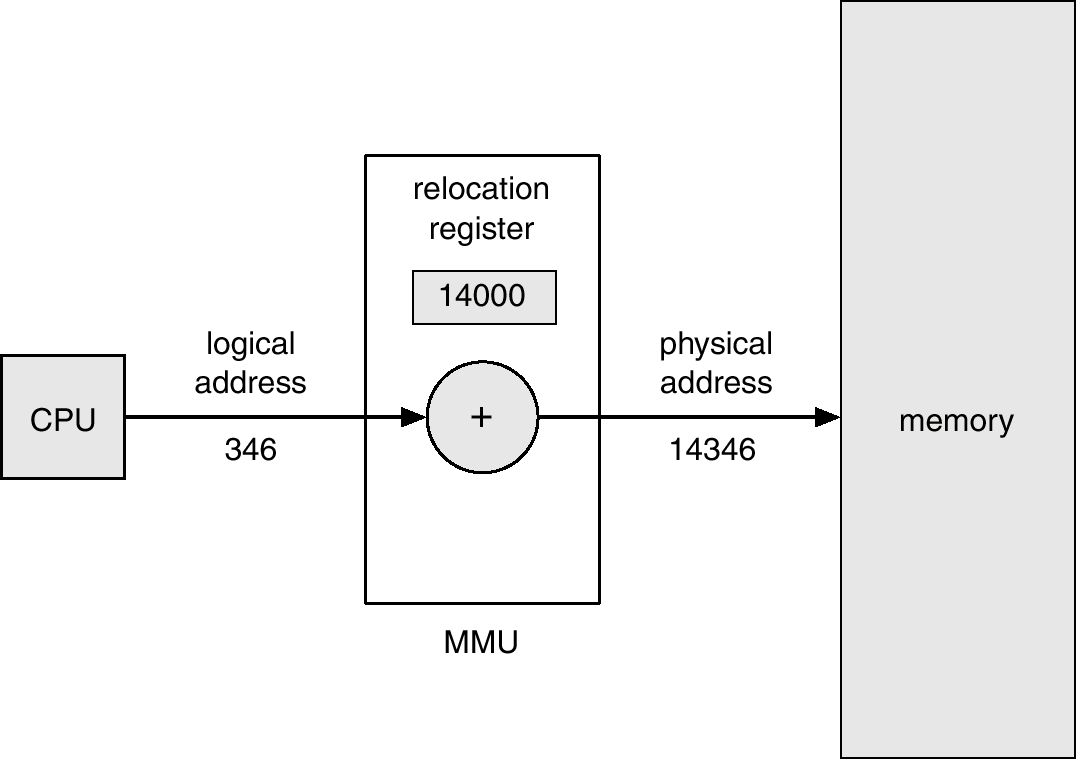 relocation
register
14000
logical
address
physical
address
CPU
+
memory
346
14346
MMU